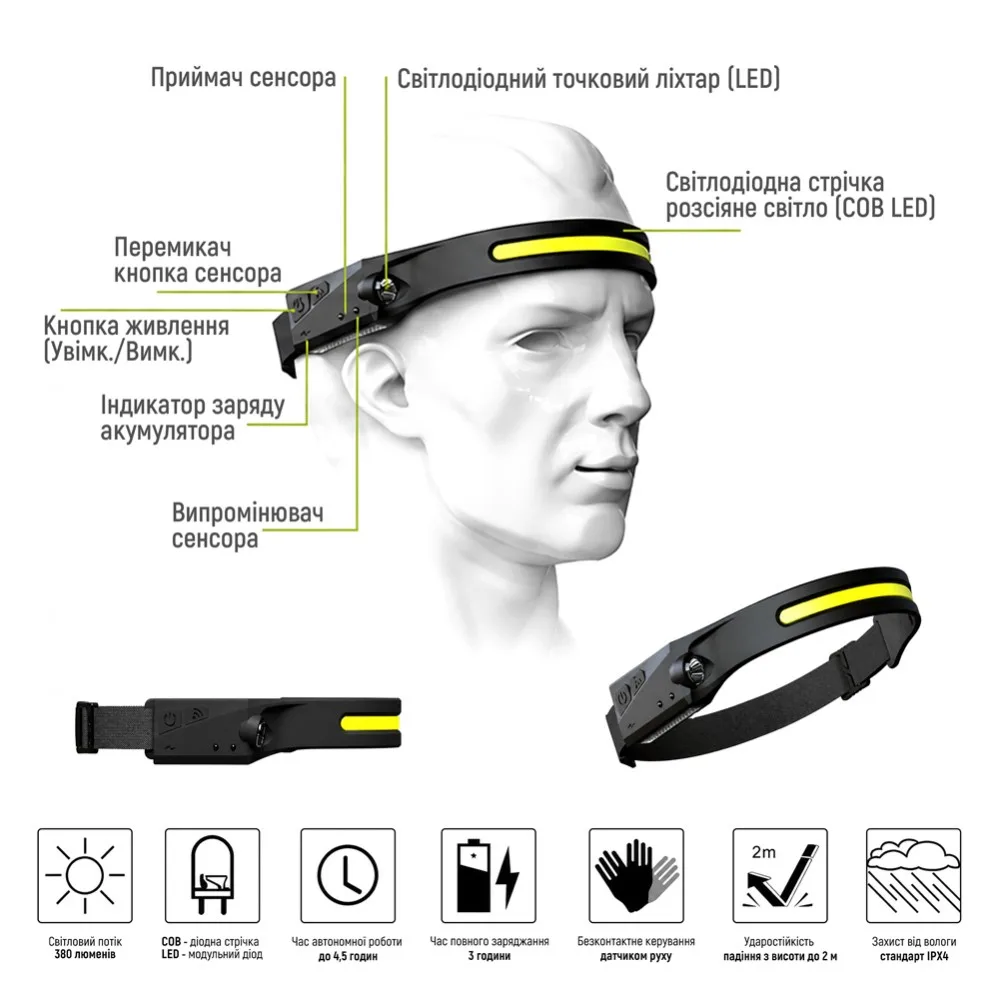 Приймач сенсора
Світлодіодний точковий ліхтар (LED)
Світлодіодна стрічка
розсіяне світло (COB LED)
Перемикач
кнопка сенсора
Кнопка живлення
(Увімк./Вимк.)
Індикатор заряду
акумулятора
Випромінювач
сенсора
2m
Світловий потік
380 люменів
COB - діодна стрічка
LED - модульний діод
Час автономної роботи
до 4,5 годин
Час повного заряджання
3 години
Безконтактне керування
датчиком руху
Ударостійкість
падіння з висоти до 2 м
Захист від вологи
стандарт IPX4